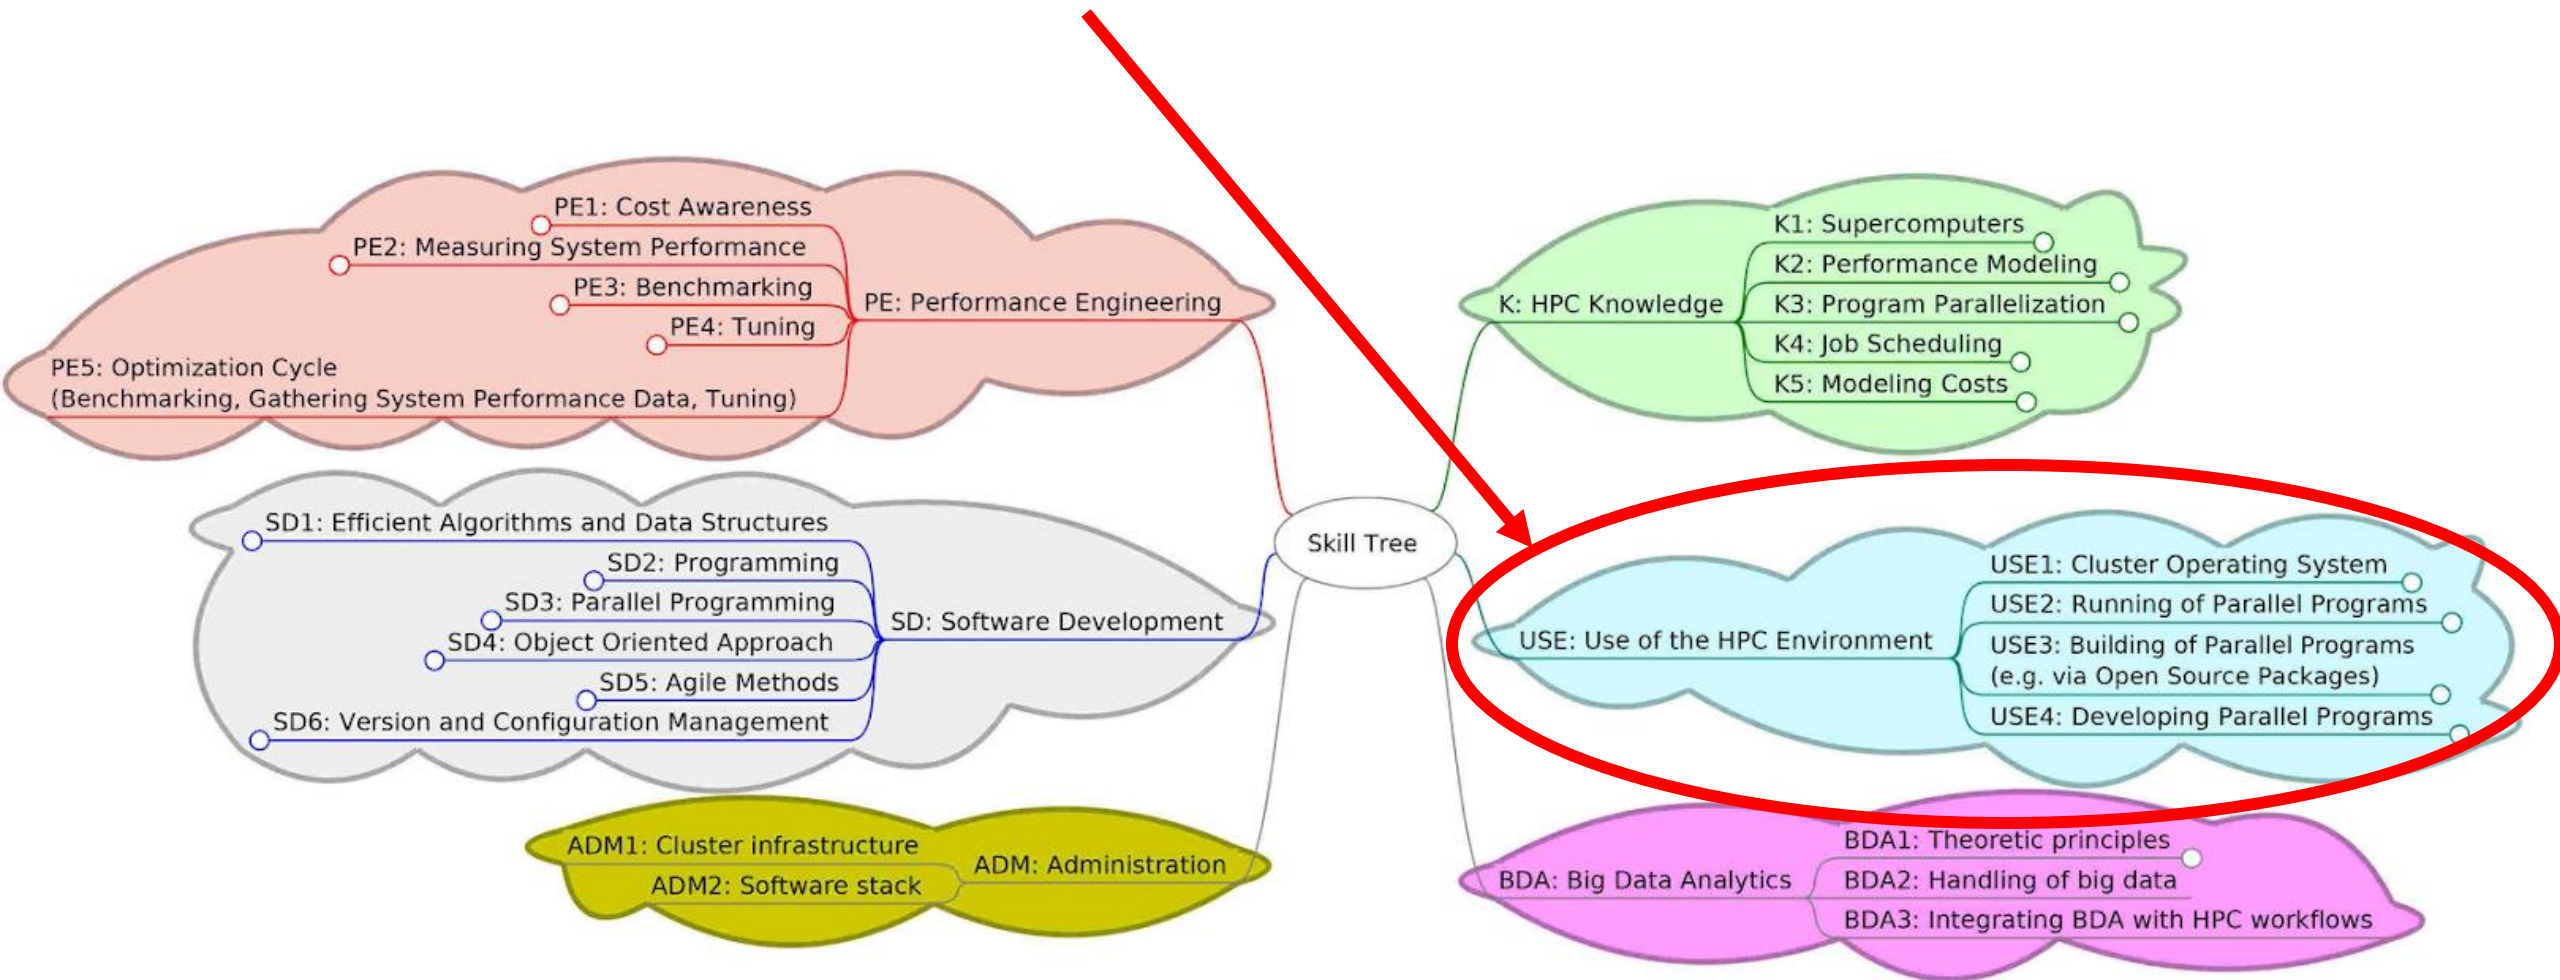 PE1: Cost Awareness
PE2: Measuring System Performance
PE3: Benchmarking
PE4: Tuning
PE5: Optimization Cycle
(Benchmarking, Gathering System Performance Data, Tuning)
PE: Performance Engineering
SD1: Efficient Algorithms and Data Structures
SD2: Programming
SD3: Parallel Programming
SD4: Object Oriented Approach
SD5: Agile Methods
SD6: Version and Configuration Management
SD: Software Development
ADM1: Cluster infrastructure
ADM2: Software stack
ADM: Administration
Skill Tree
K: HPC Knowledge
K1: Supercomputers
K2: Performance Modeling
K3: Program Parallelization
K4: Job Scheduling
K5: Modeling Costs
USE: Use of the HPC Environment
USE1: Cluster Operating System
USE2: Running of Parallel Programs
USE3: Building of Parallel Programs
(e.g. via Open Source Packages)
USE4: Developing Parallel Programs
BDA: Big Data Analytics
BDA1: Theoretic principles
BDA2: Handling of big data
BDA3: Integrating BDA with HPC workflows